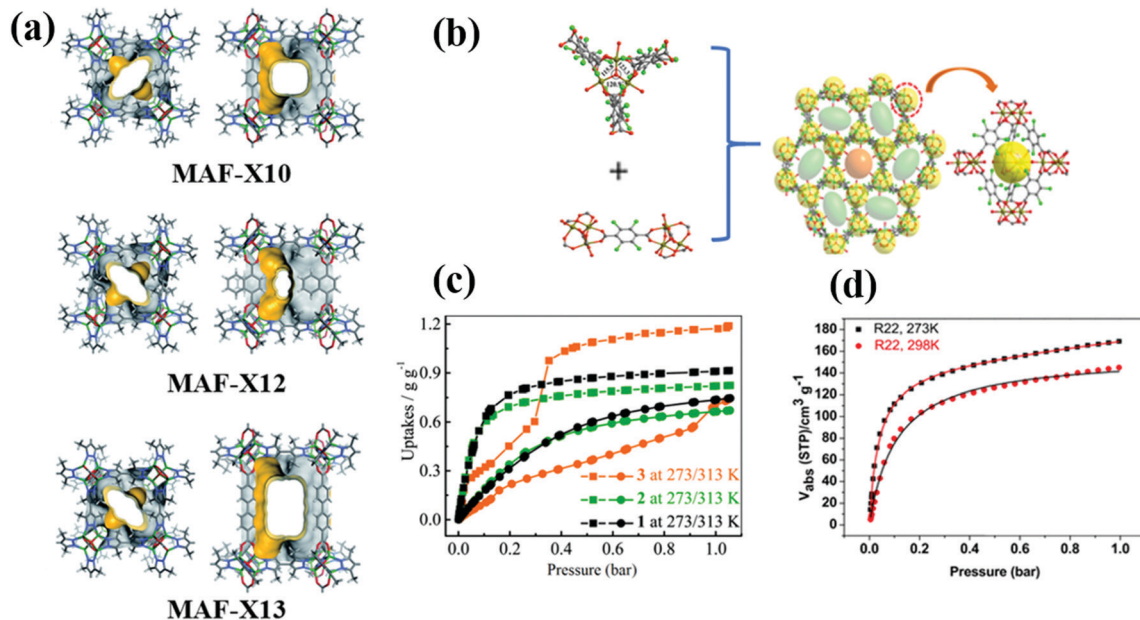 (a)
MAF-X10
MAF-X12
MAF-X13
(b)
+
(c)
Uptakes / g g⁻¹
1.2
0.9
0.6
0.3
0.0
3 at 273/313 K
2 at 273/313 K
1 at 273/313 K
0.0 0.2 0.4 0.6 0.8 1.0
Pressure (bar)
(d)
V_abs (STP)/cm³ g⁻¹
180
160
140
120
100
80
60
40
20
0
R22, 273K
R22, 298K
0.0 0.2 0.4 0.6 0.8 1.0
Pressure (bar)